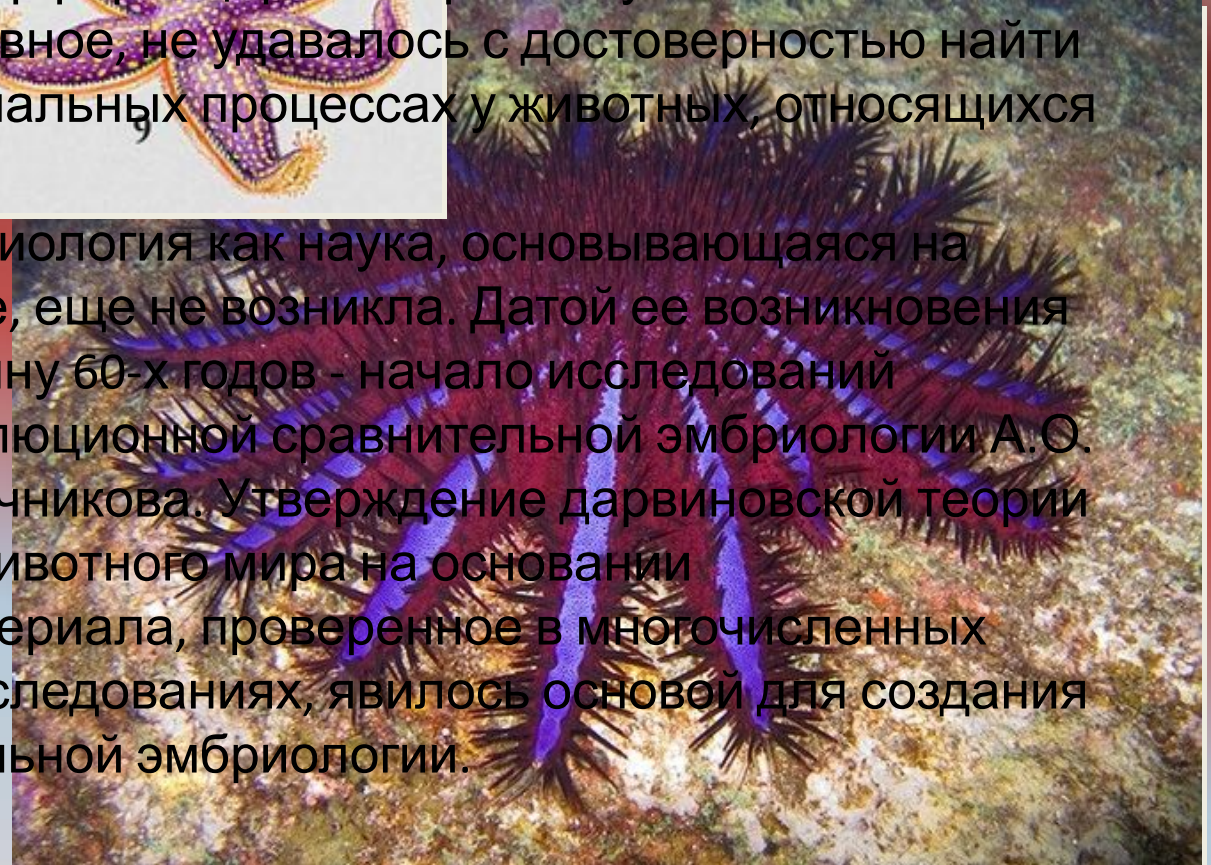 вное, не удавалось с достоверностью найти
иальных процессах у животных, относящихся
9
иология как наука, основывающаяся на
е, еще не возникла. Датой ее возникновения
ну 60-х годов - начало исследований
люционной сравнительной эмбриологии А.О.
чникова. Утверждение дарвиновской теории
ивотного мира на основании
ериала, проверенное в многочисленных
следованиях, явилось основой для создания
льной эмбриологии.